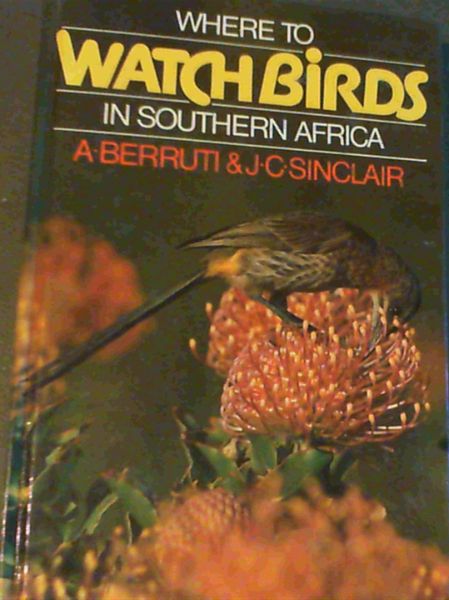 WHERE TO
WATCH BIRDS
IN SOUTHERN AFRICA
A·BERRUTI & J·C·SINCLAIR